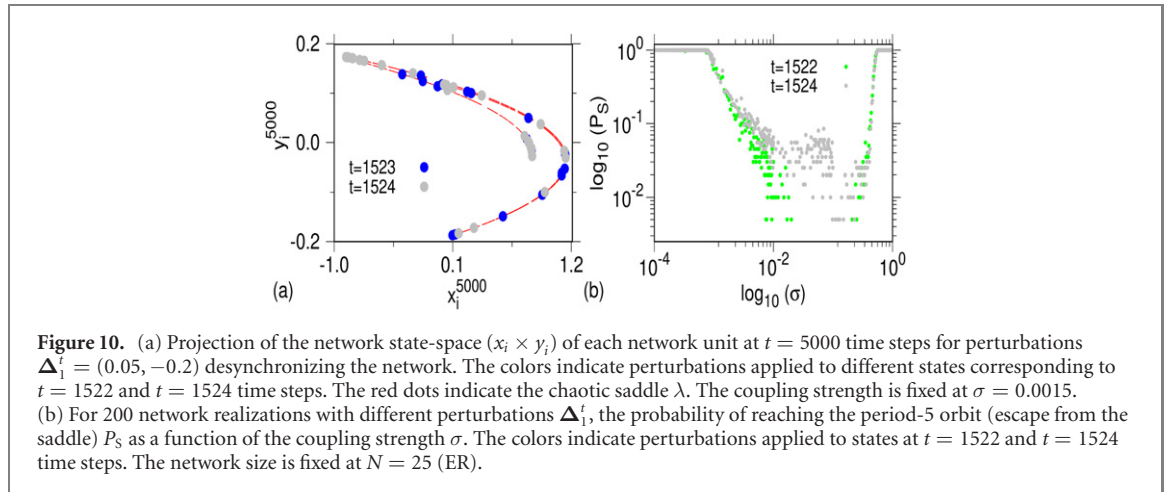 0.2
0.0
-0.2
y_i^5000
t=1523
t=1524
-1.0
0.1
1.2
(a)
x_i^5000
10^0
10^-1
10^-2
log_10 (P_S)
t=1522
t=1524
10^-4
10^-2
10^0
(b)
log_10 (σ)
Figure 10. (a) Projection of the network state-space (x_i × y_i) of each network unit at t = 5000 time steps for perturbations
Δ_1^t = (0.05, −0.2) desynchronizing the network. The colors indicate perturbations applied to different states corresponding to
t = 1522 and t = 1524 time steps. The red dots indicate the chaotic saddle λ. The coupling strength is fixed at σ = 0.0015.
(b) For 200 network realizations with different perturbations Δ_1^t, the probability of reaching the period-5 orbit (escape from the
saddle) P_S as a function of the coupling strength σ. The colors indicate perturbations applied to states at t = 1522 and t = 1524
time steps. The network size is fixed at N = 25 (ER).